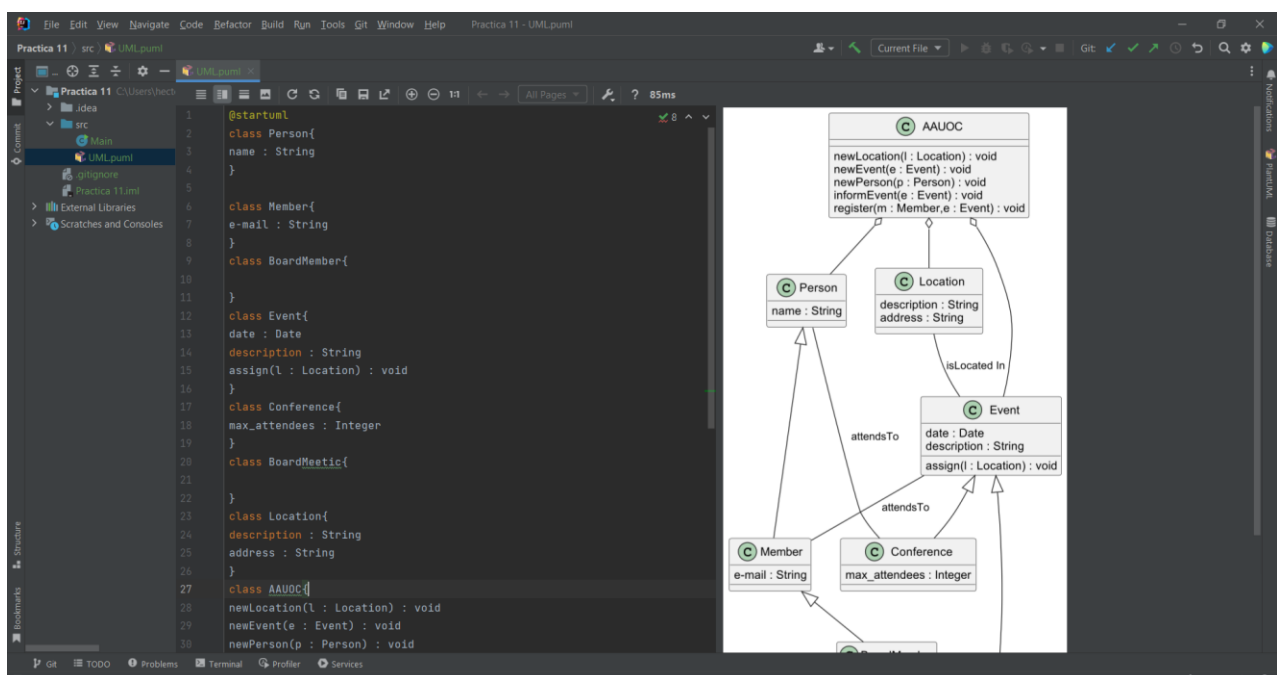 File Edit View Navigate Code Refactor Build Run Tools Git Window Help Practica 11 - UML.puml
Practica 11 src UML.puml
Current File Git:
Project
Commit
Structure
Bookmarks
Practica 11 C:\Users\hect
.idea
src
Main
UML.puml
.gitignore
Practica 11.iml
External Libraries
Scratches and Consoles
UML.puml
1:1 All Pages ? 85ms
8
1 @startuml
2 class Person{
3 name : String
4 }
5
6 class Member{
7 e-mail : String
8 }
9 class BoardMember{
10
11 }
12 class Event{
13 date : Date
14 description : String
15 assign(l : Location) : void
16 }
17 class Conference{
18 max_attendees : Integer
19 }
20 class BoardMeetic{
21
22 }
23 class Location{
24 description : String
25 address : String
26 }
27 class AAUOC{
28 newLocation(l : Location) : void
29 newEvent(e : Event) : void
30 newPerson(p : Person) : void
C AAUOC
newLocation(l : Location) : void
newEvent(e : Event) : void
newPerson(p : Person) : void
informEvent(e : Event) : void
register(m : Member,e : Event) : void
C Person
name : String
C Location
description : String
address : String
isLocated In
C Event
date : Date
description : String
assign(l : Location) : void
attendsTo
attendsTo
C Member
e-mail : String
C Conference
max_attendees : Integer
Notifications
PlantUML
Database
Git TODO Problems Terminal Profiler Services